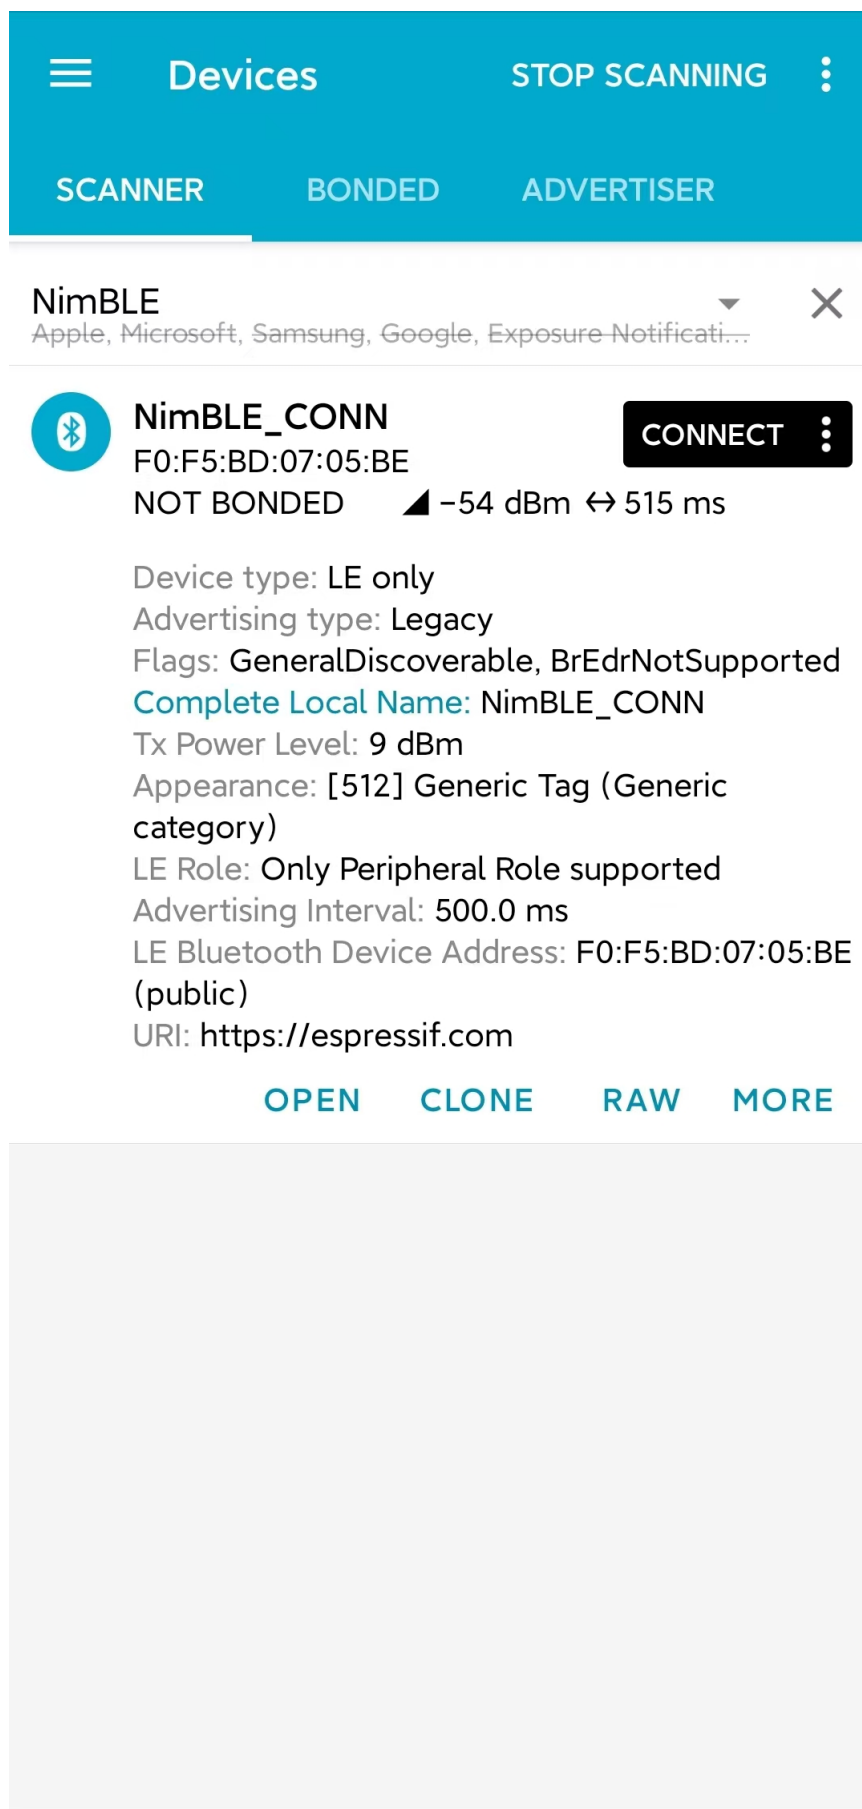 Devices STOP SCANNING
SCANNER BONDED ADVERTISER
NimBLE
Apple, Microsoft, Samsung, Google, Exposure Notificati...
NimBLE_CONN
CONNECT
F0:F5:BD:07:05:BE
NOT BONDED -54 dBm ↔ 515 ms
Device type: LE only
Advertising type: Legacy
Flags: GeneralDiscoverable, BrEdrNotSupported
Complete Local Name: NimBLE_CONN
Tx Power Level: 9 dBm
Appearance: [512] Generic Tag (Generic
category)
LE Role: Only Peripheral Role supported
Advertising Interval: 500.0 ms
LE Bluetooth Device Address: F0:F5:BD:07:05:BE
(public)
URI: https://espressif.com
OPEN CLONE RAW MORE